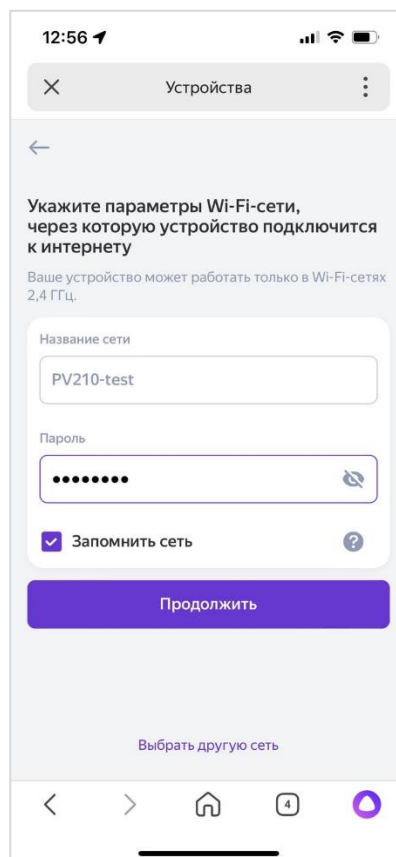 12:56
Устройства
Укажите параметры Wi-Fi-сети,
через которую устройство подключится
к интернету
Ваше устройство может работать только в Wi-Fi-сетях
2,4 ГГц.
Название сети
PV210-test
Пароль
••••••••
Запомнить сеть
?
Продолжить
Выбрать другую сеть
4